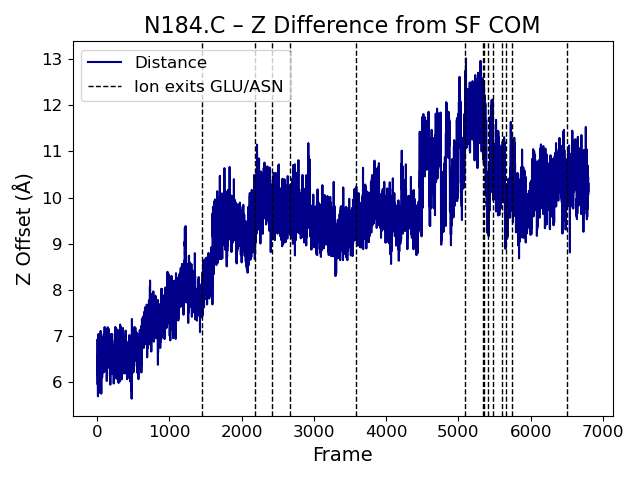 N184.C – Z Difference from SF COM
Distance
Ion exits GLU/ASN
Z Offset (Å)
13
12
11
10
9
8
7
6
0 1000 2000 3000 4000 5000 6000 7000
Frame